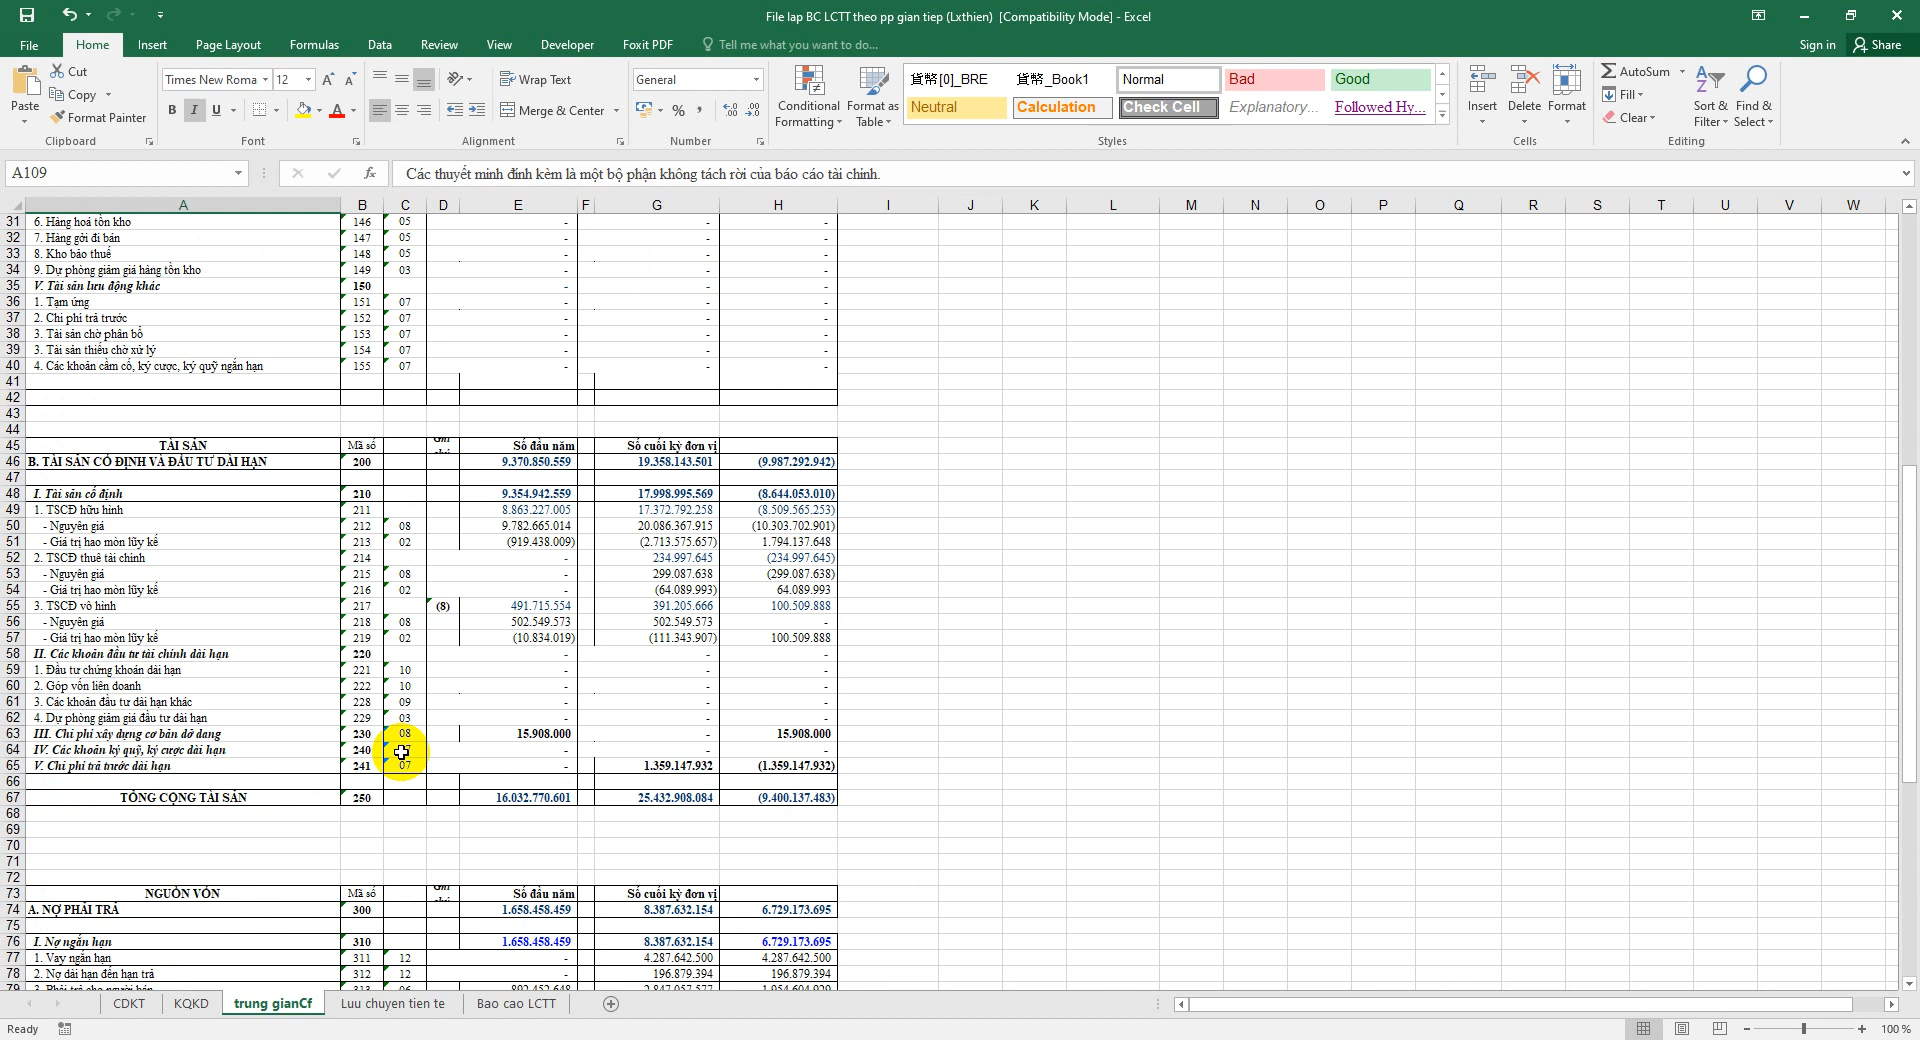 File lap BC LCTT theo pp gian tiep (Lxthien) [Compatibility Mode] - Excel
File Home Insert Page Layout Formulas Data Review View Developer Foxit PDF Tell me what you want to do... Sign in Share
Paste Cut Copy Format Painter Clipboard
Times New Roma 12 B I U Font
Wrap Text Merge & Center Alignment
General % Number
Conditional Formatting Format as Table
貨幣[0]_BRE 貨幣_Book1 Normal Bad Good
Neutral Calculation Check Cell Explanatory... Followed Hy...
Styles
Insert Delete Format Cells
AutoSum Fill Clear Sort & Filter Find & Select Editing
A109 fx Các thuyết minh đính kèm là một bộ phận không tách rời của báo cáo tài chính.
A B C D E F G H I J K L M N O P Q R S T U V W
31 6. Hàng hoá tồn kho 146 05 - - -
32 7. Hàng gởi đi bán 147 05 - - -
33 8. Kho bảo thuế 148 05 - - -
34 9. Dự phòng giảm giá hàng tồn kho 149 03 - - -
35 V. Tài sản lưu động khác 150 - - -
36 1. Tạm ứng 151 07 - - -
37 2. Chi phí trả trước 152 07 - - -
38 3. Tài sản chờ phân bổ 153 07 - - -
39 3. Tài sản thiếu chờ xử lý 154 07 - - -
40 4. Các khoản cầm cố, ký cược, ký quỹ ngắn hạn 155 07 - - -
41
42
43
44
45 TÀI SẢN Mã số Số đầu năm Số cuối kỳ đơn vị
46 B. TÀI SẢN CỐ ĐỊNH VÀ ĐẦU TƯ DÀI HẠN 200 9.370.850.559 19.358.143.501 (9.987.292.942)
47
48 I. Tài sản cố định 210 9.354.942.559 17.998.995.569 (8.644.053.010)
49 1. TSCĐ hữu hình 211 8.863.227.005 17.372.792.258 (8.509.565.253)
50 - Nguyên giá 212 08 9.782.665.014 20.086.367.915 (10.303.702.901)
51 - Giá trị hao mòn lũy kế 213 02 (919.438.009) (2.713.575.657) 1.794.137.648
52 2. TSCĐ thuê tài chính 214 - 234.997.645 (234.997.645)
53 - Nguyên giá 215 08 - 299.087.638 (299.087.638)
54 - Giá trị hao mòn lũy kế 216 02 - (64.089.993) 64.089.993
55 3. TSCĐ vô hình 217 (8) 491.715.554 391.205.666 100.509.888
56 - Nguyên giá 218 08 502.549.573 502.549.573 -
57 - Giá trị hao mòn lũy kế 219 02 (10.834.019) (111.343.907) 100.509.888
58 II. Các khoản đầu tư tài chính dài hạn 220 - - -
59 1. Đầu tư chứng khoán dài hạn 221 10 - - -
60 2. Góp vốn liên doanh 222 10 - - -
61 3. Các khoản đầu tư dài hạn khác 228 09 - - -
62 4. Dự phòng giảm giá đầu tư dài hạn 229 03 - - -
63 III. Chi phí xây dựng cơ bản dở dang 230 08 15.908.000 - 15.908.000
64 IV. Các khoản ký quỹ, ký cược dài hạn 240 - - -
65 V. Chi phí trả trước dài hạn 241 07 - 1.359.147.932 (1.359.147.932)
66
67 TỔNG CỘNG TÀI SẢN 250 16.032.770.601 25.432.908.084 (9.400.137.483)
68
69
70
71
72
73 NGUỒN VỐN Mã số Số đầu năm Số cuối kỳ đơn vị
74 A. NỢ PHẢI TRẢ 300 1.658.458.459 8.387.632.154 6.729.173.695
75
76 I. Nợ ngắn hạn 310 1.658.458.459 8.387.632.154 6.729.173.695
77 1. Vay ngắn hạn 311 12 - 4.287.642.500 4.287.642.500
78 2. Nợ dài hạn đến hạn trả 312 12 - 196.879.394 196.879.394
79
CDKT KQKD trung gianCf Luu chuyen tien te Bao cao LCTT
Ready 100 %